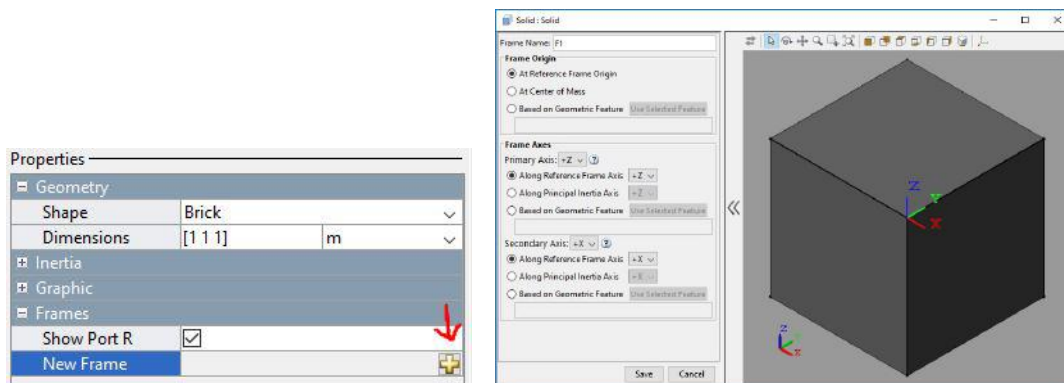 Properties
Geometry
Shape Brick
Dimensions [1 1 1] m
Inertia
Graphic
Frames
Show Port R
New Frame
Solid : Solid
Frame Name: F1
Frame Origin
At Reference Frame Origin
At Center of Mass
Based on Geometric Feature Use Selected Feature
Frame Axes
Primary Axis: +Z
Along Reference Frame Axis +Z
Along Principal Inertia Axis +Z
Based on Geometric Feature Use Selected Feature
Secondary Axis: +X
Along Reference Frame Axis +X
Along Principal Inertia Axis +X
Based on Geometric Feature Use Selected Feature
Save Cancel
Z
Y
X
Z
X